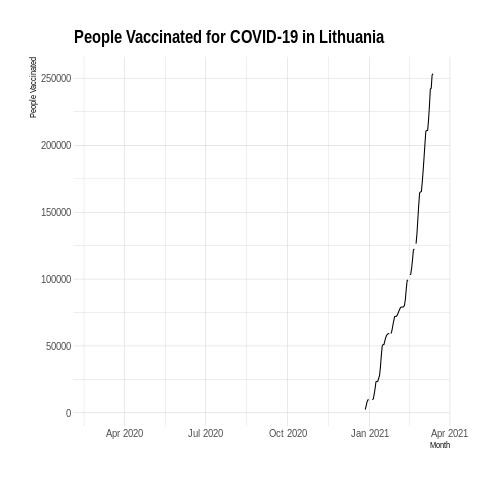 People Vaccinated for COVID-19 in Lithuania
People Vaccinated
250000
200000
150000
100000
50000
0
Apr 2020
Jul 2020
Oct 2020
Jan 2021
Apr 2021
Month